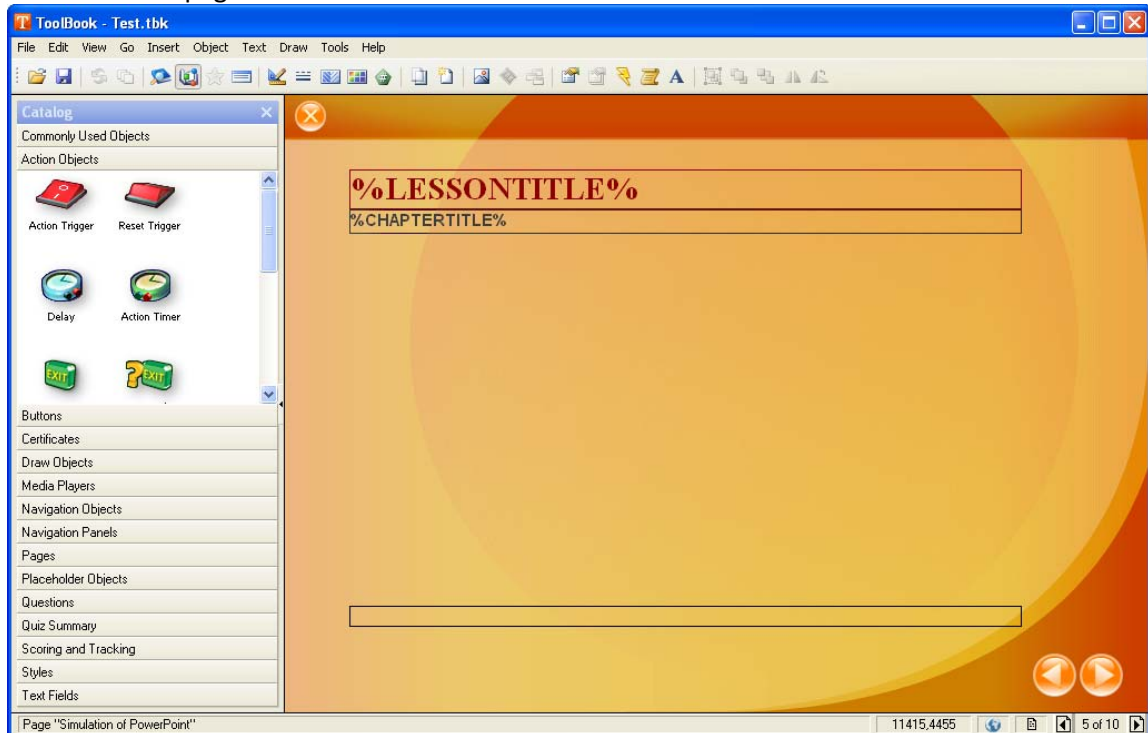 ToolBook - Test.tbk
File Edit View Go Insert Object Text Draw Tools Help
A
Catalog
Commonly Used Objects
Action Objects
Action Trigger Reset Trigger
Delay Action Timer
EXIT EXIT
Buttons
Certificates
Draw Objects
Media Players
Navigation Objects
Navigation Panels
Pages
Placeholder Objects
Questions
Quiz Summary
Scoring and Tracking
Styles
Text Fields
%LESSONTITLE%
%CHAPTERTITLE%
Page "Simulation of PowerPoint" 11415,4455 5 of 10